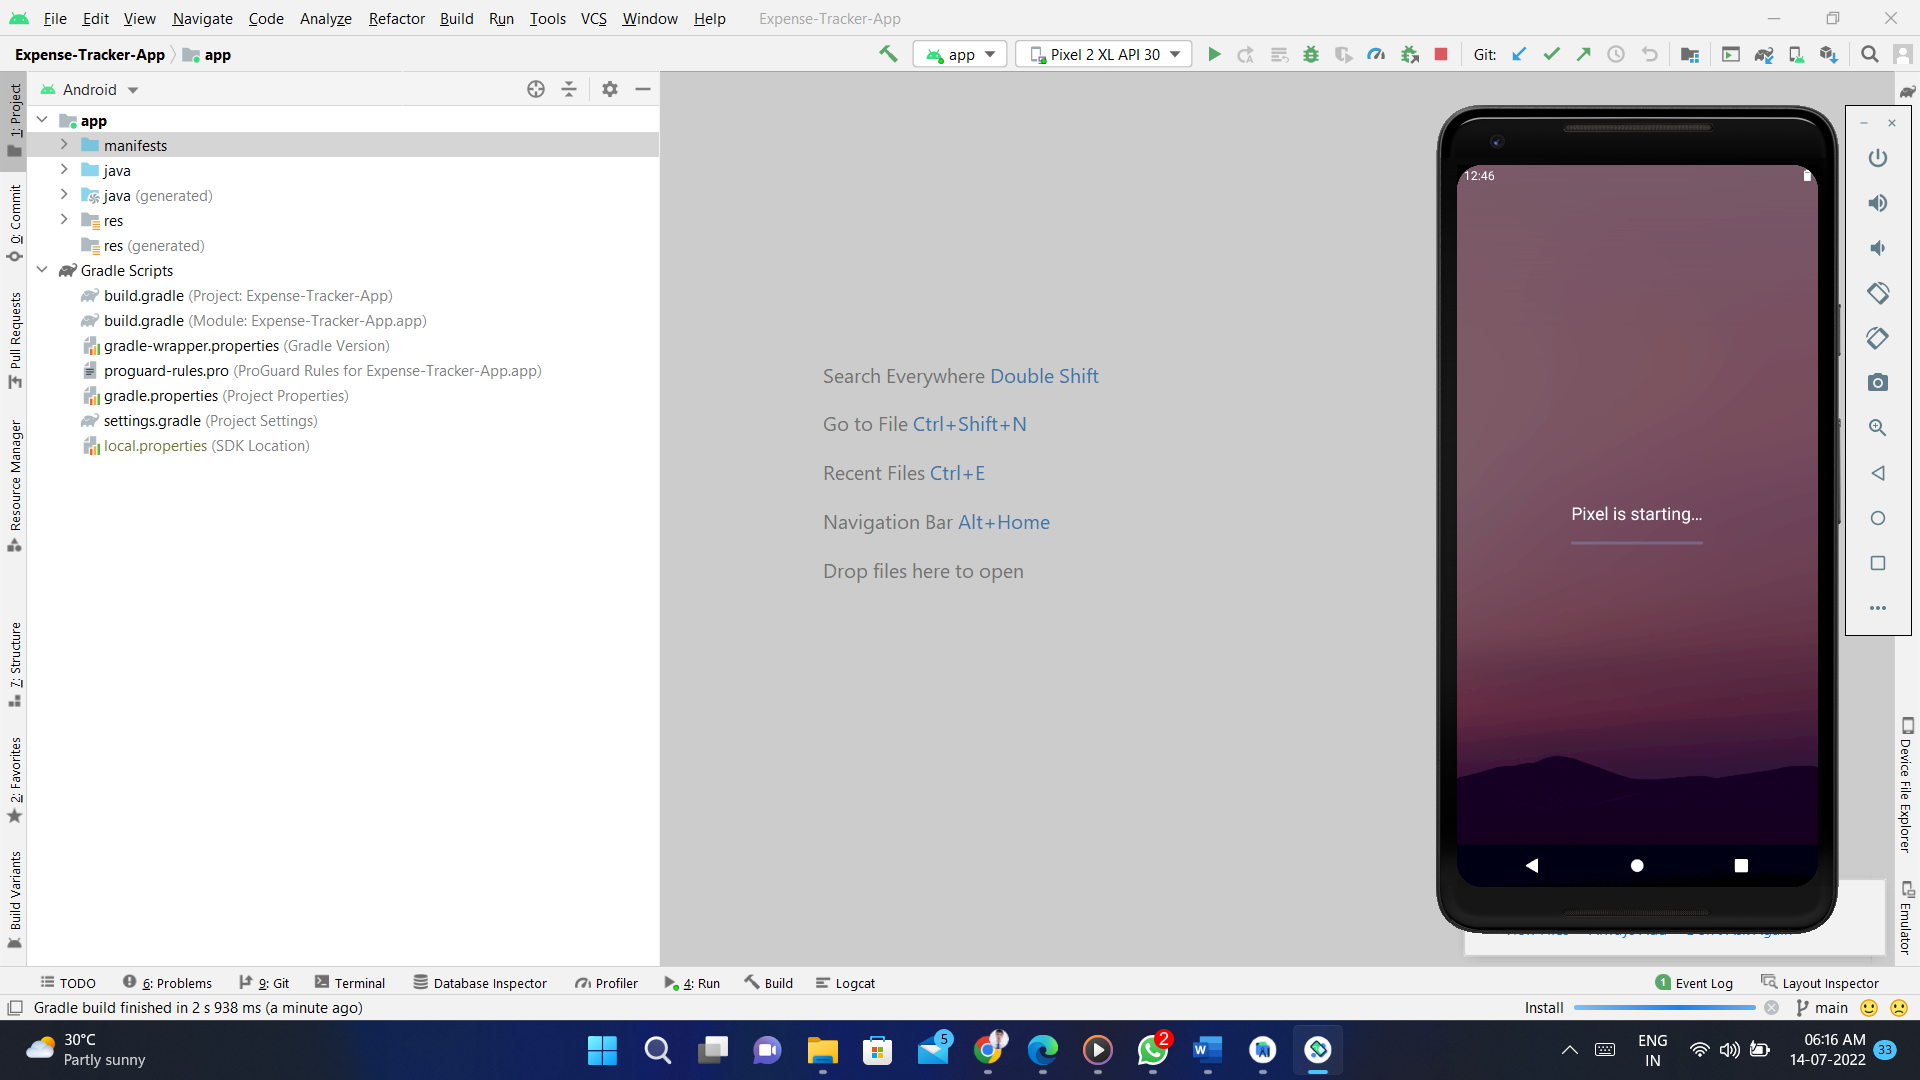 File Edit View Navigate Code Analyze Refactor Build Run Tools VCS Window Help Expense-Tracker-App
Expense-Tracker-App app
app
Pixel 2 XL API 30
Git:
Android
app
manifests
java
java (generated)
res
res (generated)
Gradle Scripts
build.gradle (Project: Expense-Tracker-App)
build.gradle (Module: Expense-Tracker-App.app)
gradle-wrapper.properties (Gradle Version)
proguard-rules.pro (ProGuard Rules for Expense-Tracker-App.app)
gradle.properties (Project Properties)
settings.gradle (Project Settings)
local.properties (SDK Location)
1: Project
0: Commit
Pull Requests
Resource Manager
7: Structure
2: Favorites
Build Variants
Search Everywhere Double Shift
Go to File Ctrl+Shift+N
Recent Files Ctrl+E
Navigation Bar Alt+Home
Drop files here to open
12:46
Pixel is starting...
Device File Explorer
Emulator
TODO 6: Problems 9: Git Terminal Database Inspector Profiler 4: Run Build Logcat
1 Event Log Layout Inspector
Gradle build finished in 2 s 938 ms (a minute ago)
Install
main
30°C
Partly sunny
5
2
ENG
IN
06:16 AM
14-07-2022
33